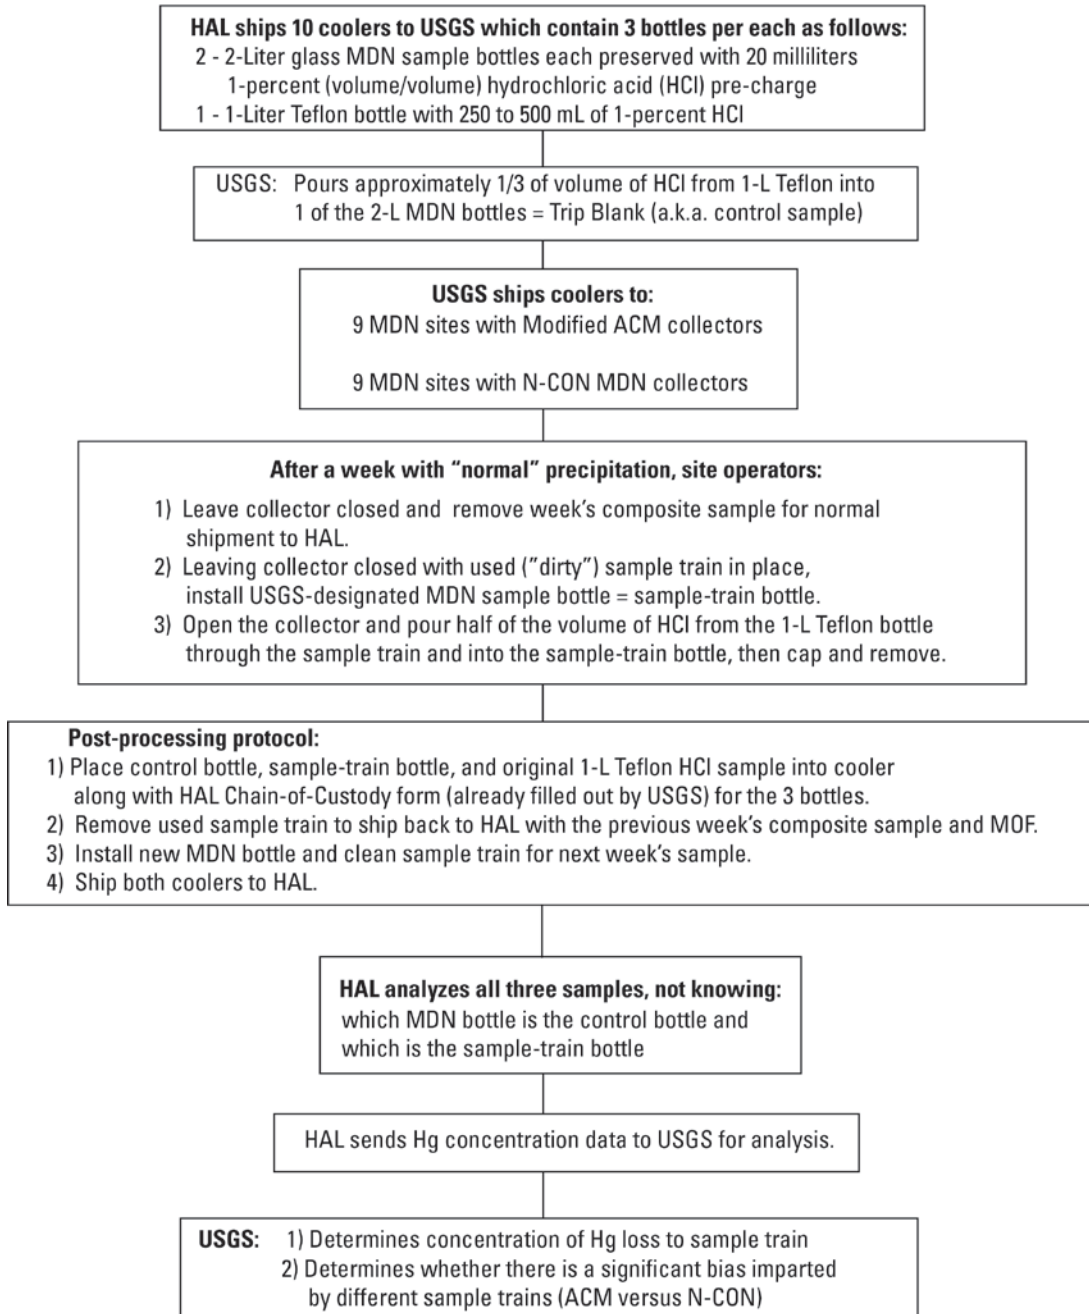 HAL ships 10 coolers to USGS which contain 3 bottles per each as follows:
2 - 2-Liter glass MDN sample bottles each preserved with 20 milliliters
1-percent (volume/volume) hydrochloric acid (HCl) pre-charge
1 - 1-Liter Teflon bottle with 250 to 500 mL of 1-percent HCl
USGS: Pours approximately 1/3 of volume of HCl from 1-L Teflon into
1 of the 2-L MDN bottles = Trip Blank (a.k.a. control sample)
USGS ships coolers to:
9 MDN sites with Modified ACM collectors
9 MDN sites with N-CON MDN collectors
After a week with “normal” precipitation, site operators:
1) Leave collector closed and remove week's composite sample for normal
shipment to HAL.
2) Leaving collector closed with used ("dirty") sample train in place,
install USGS-designated MDN sample bottle = sample-train bottle.
3) Open the collector and pour half of the volume of HCl from the 1-L Teflon bottle
through the sample train and into the sample-train bottle, then cap and remove.
Post-processing protocol:
1) Place control bottle, sample-train bottle, and original 1-L Teflon HCl sample into cooler
along with HAL Chain-of-Custody form (already filled out by USGS) for the 3 bottles.
2) Remove used sample train to ship back to HAL with the previous week's composite sample and MOF.
3) Install new MDN bottle and clean sample train for next week's sample.
4) Ship both coolers to HAL.
HAL analyzes all three samples, not knowing:
which MDN bottle is the control bottle and
which is the sample-train bottle
HAL sends Hg concentration data to USGS for analysis.
USGS: 1) Determines concentration of Hg loss to sample train
2) Determines whether there is a significant bias imparted
by different sample trains (ACM versus N-CON)